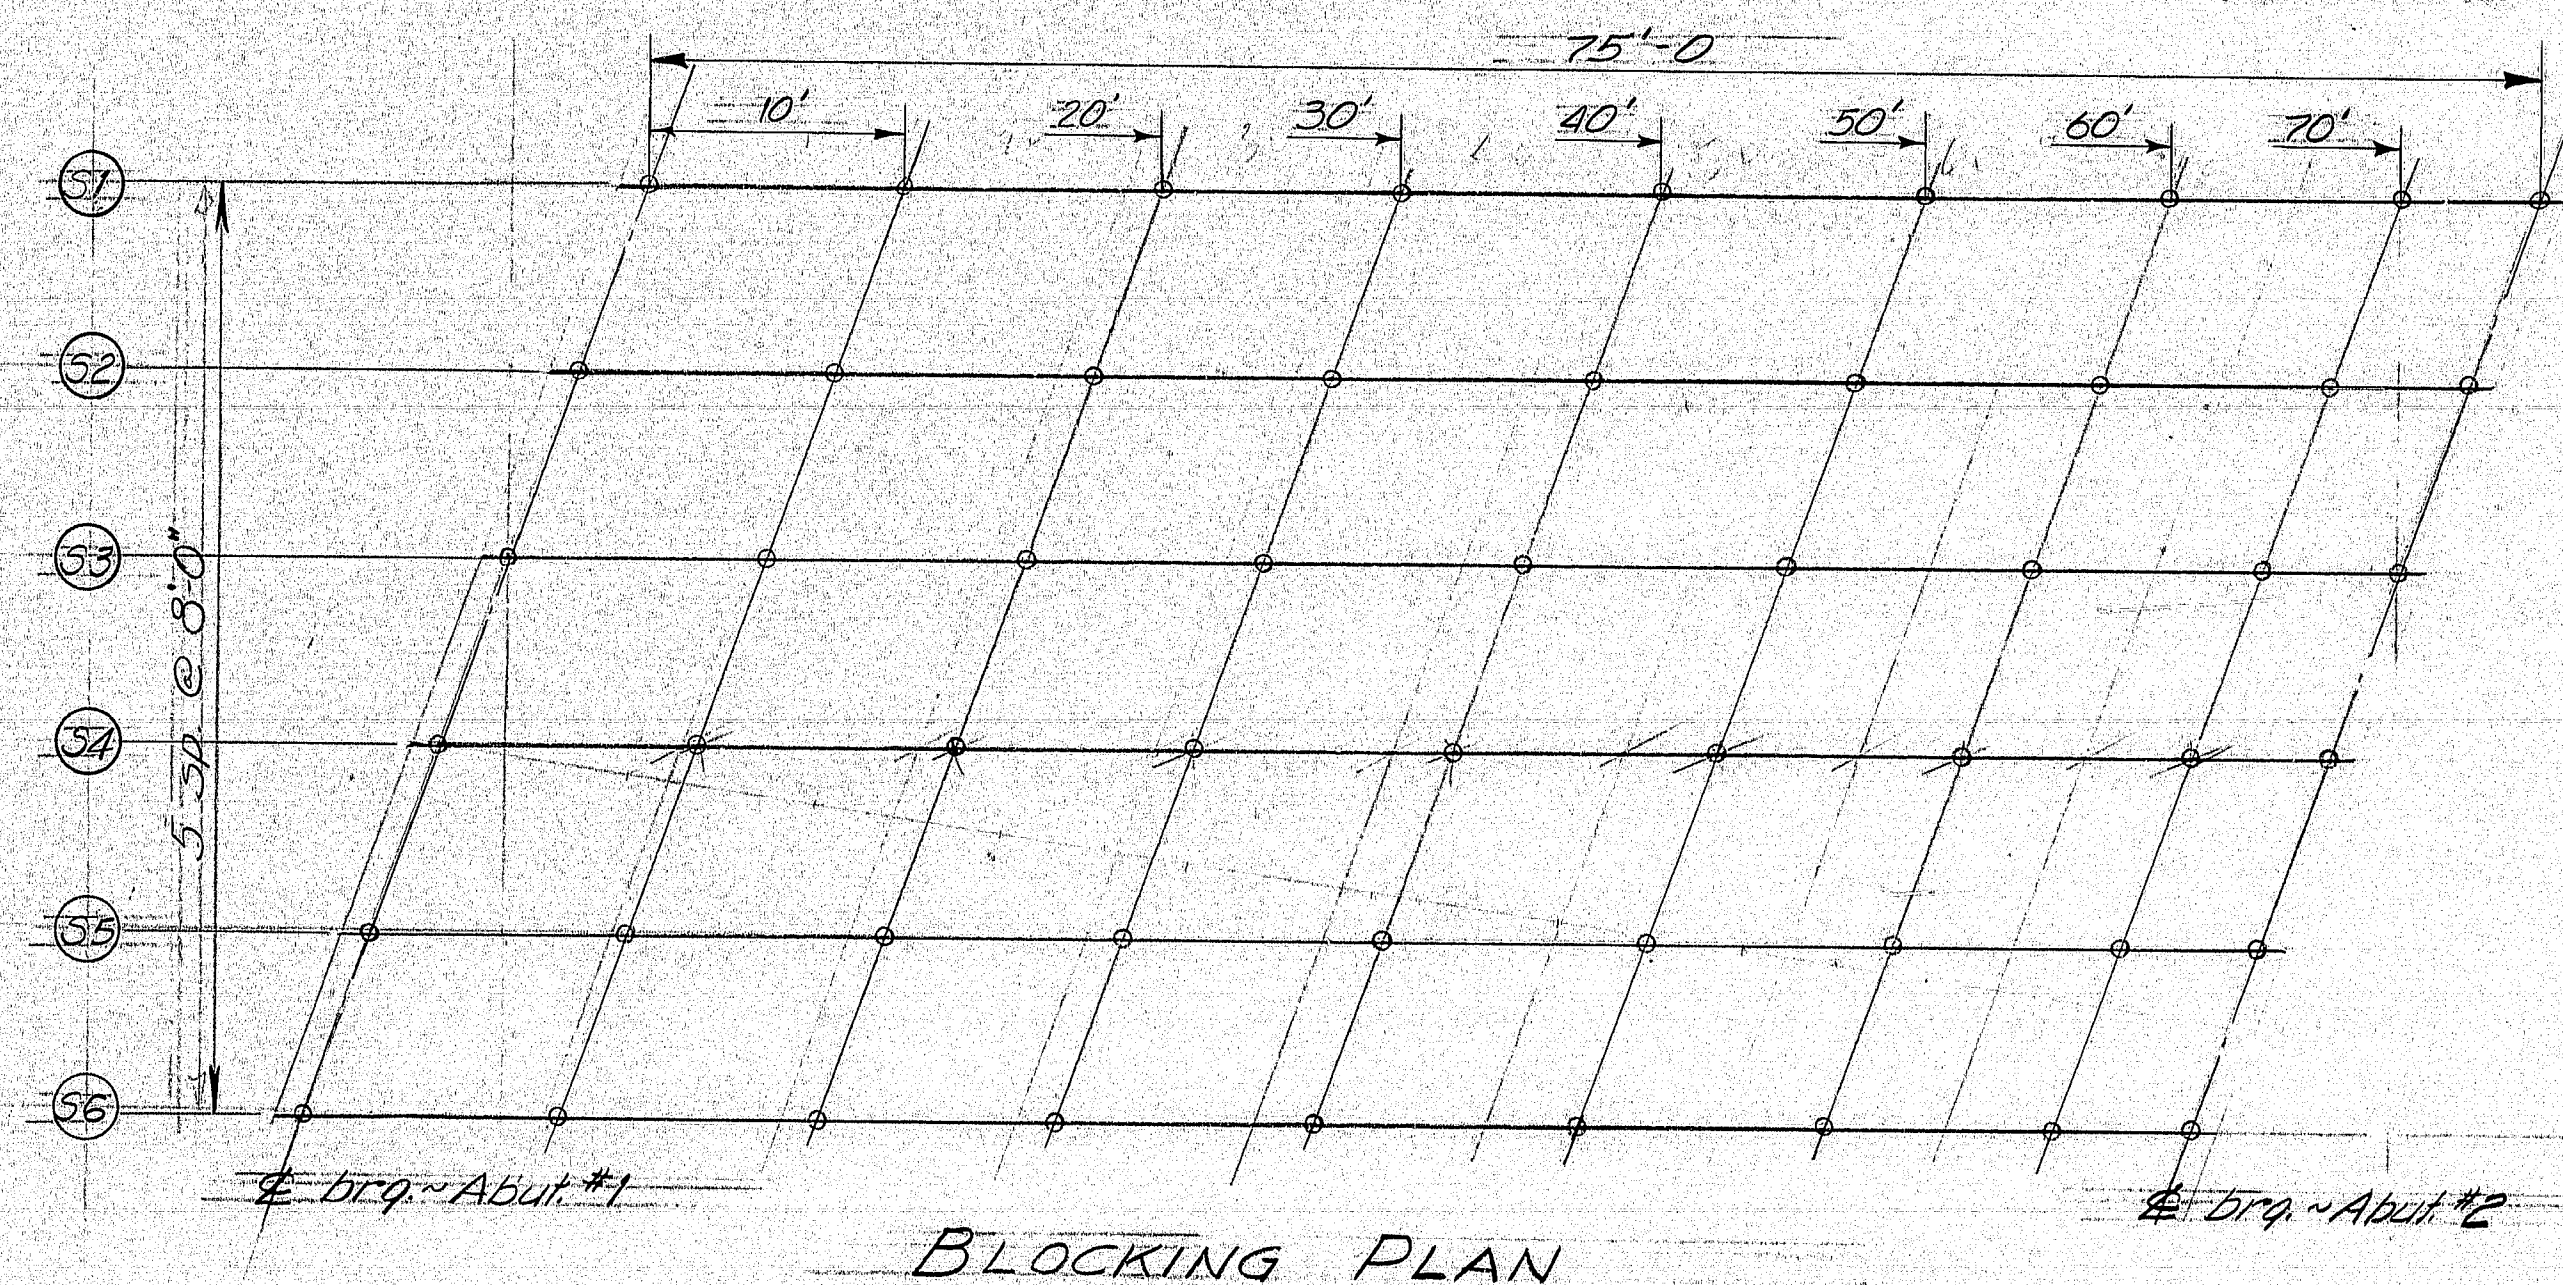 75'-0
10' 20' 30' 40' 50' 60' 70'
S1
S2
S3
S4
S5
S6
5 Sp. @ 8'-0"
℄ brg. ~ Abut. #1
℄ brg. ~ Abut. #2
BLOCKING PLAN